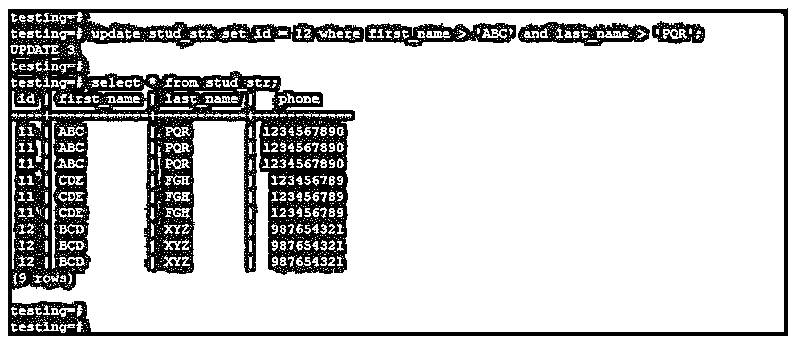 testing=#
testing=# update stud_str set id = 12 where first_name > 'ABC' and last_name > 'PQR';
UPDATE 3
testing=#
testing=# select * from stud_str;
id | first_name | last_name | phone
11 | ABC | PQR | 1234567890
11 | ABC | PQR | 1234567890
11 | ABC | PQR | 1234567890
11 | CDE | FGH | 123456789
11 | CDE | FGH | 123456789
11 | CDE | FGH | 123456789
12 | BCD | XYZ | 987654321
12 | BCD | XYZ | 987654321
12 | BCD | XYZ | 987654321
(9 rows)
testing=#
testing=#